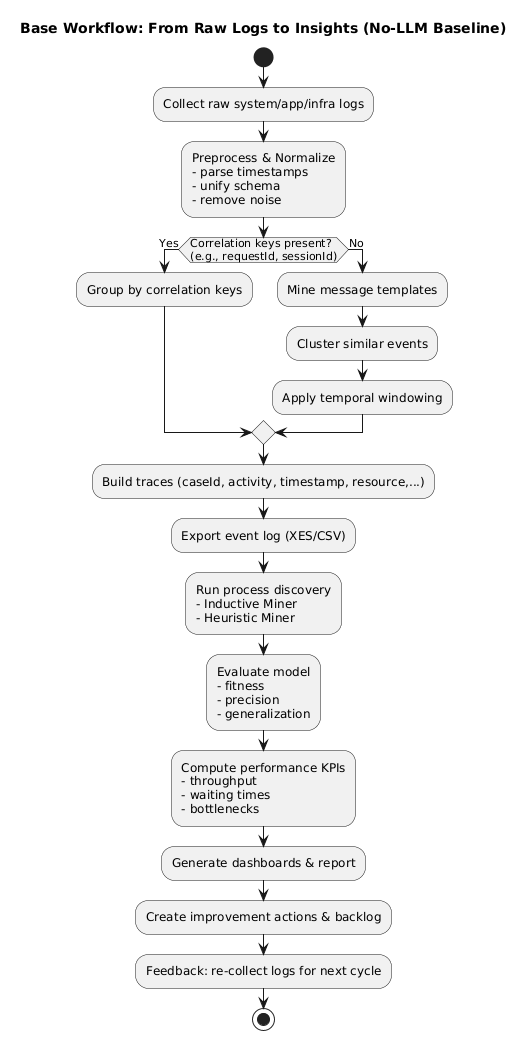 Base Workflow: From Raw Logs to Insights (No-LLM Baseline)
Collect raw system/app/infra logs
Preprocess & Normalize
- parse timestamps
- unify schema
- remove noise
Yes
Correlation keys present?
(e.g., requestId, sessionId)
No
Group by correlation keys
Mine message templates
Cluster similar events
Apply temporal windowing
Build traces (caseId, activity, timestamp, resource,...)
Export event log (XES/CSV)
Run process discovery
- Inductive Miner
- Heuristic Miner
Evaluate model
- fitness
- precision
- generalization
Compute performance KPIs
- throughput
- waiting times
- bottlenecks
Generate dashboards & report
Create improvement actions & backlog
Feedback: re-collect logs for next cycle